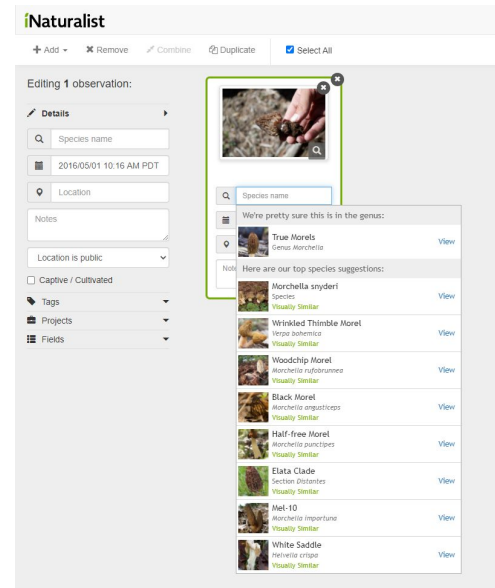 iNaturalist
Add Remove Combine Duplicate Select All
Editing 1 observation:
Details
Species name
2016/05/01 10:16 AM PDT
Location
Notes
Location is public
Captive / Cultivated
Tags
Projects
Fields
Species name
We're pretty sure this is in the genus:
True Morels
Genus Morchella
View
Here are our top species suggestions:
Morchella snyderi
Species
Visually Similar
View
Wrinkled Thimble Morel
Verpa bohemica
Visually Similar
View
Woodchip Morel
Morchella rufobrunnea
Visually Similar
View
Black Morel
Morchella angusticeps
Visually Similar
View
Half-free Morel
Morchella punctipes
Visually Similar
View
Elata Clade
Section Distantes
Visually Similar
View
Mel-10
Morchella importuna
Visually Similar
View
White Saddle
Helvella crispa
Visually Similar
View